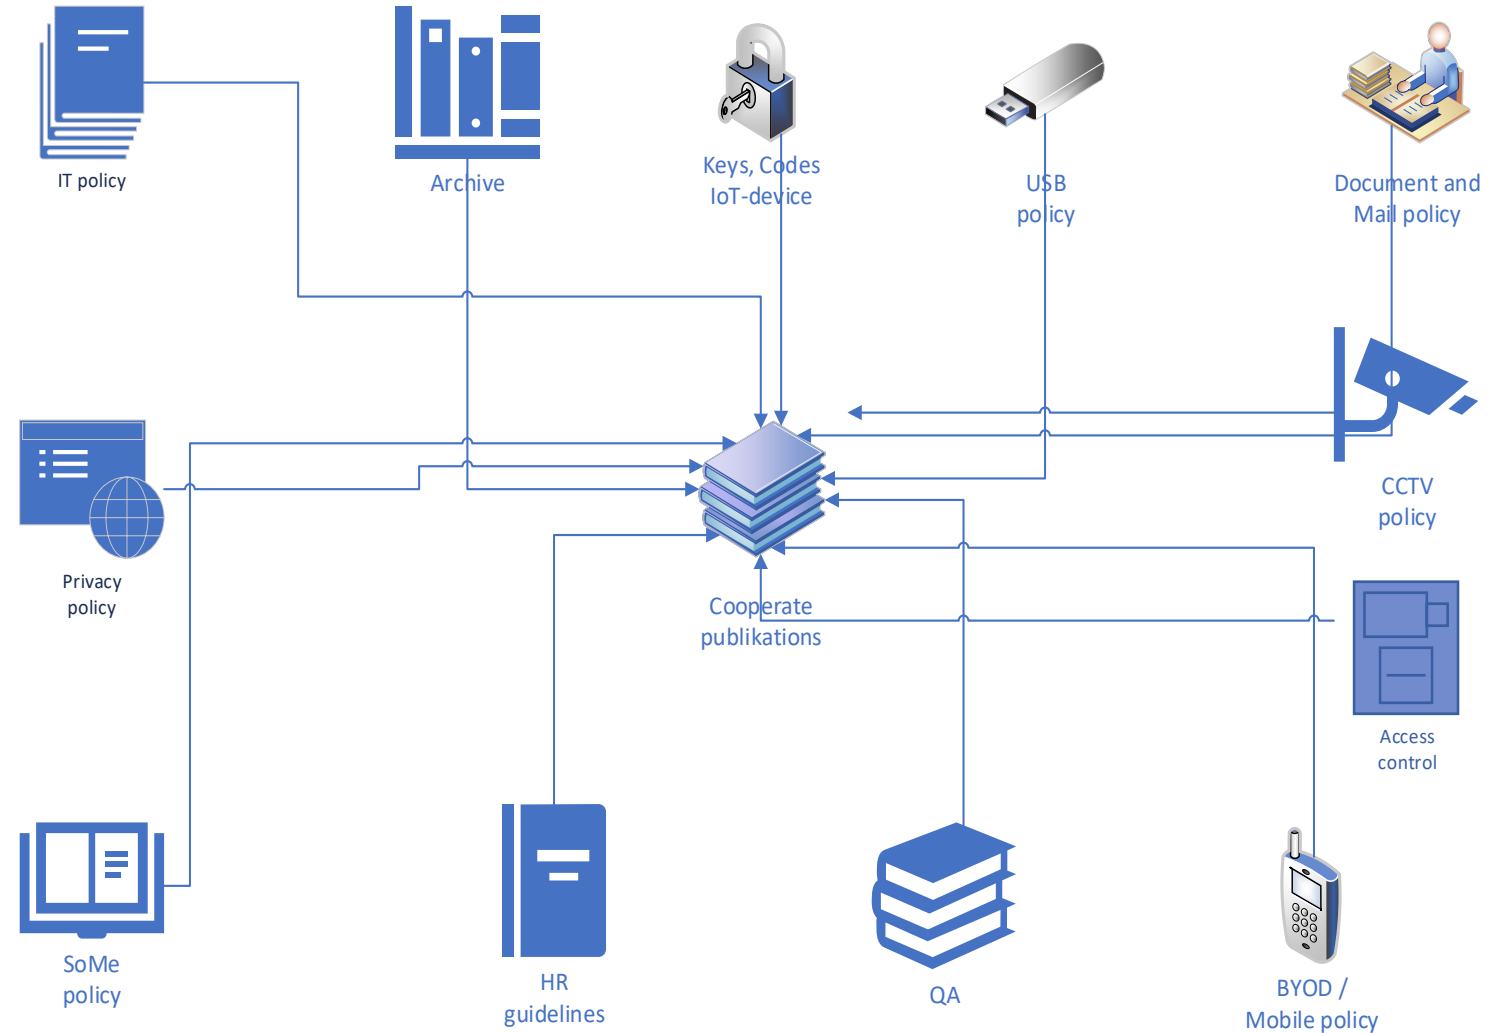 IT policy
Archive
Keys, Codes
IoT-device
USB
policy
Document and
Mail policy
CCTV
policy
Privacy
policy
Cooperate
publikations
Access
control
SoMe
policy
HR
guidelines
QA
BYOD /
Mobile policy